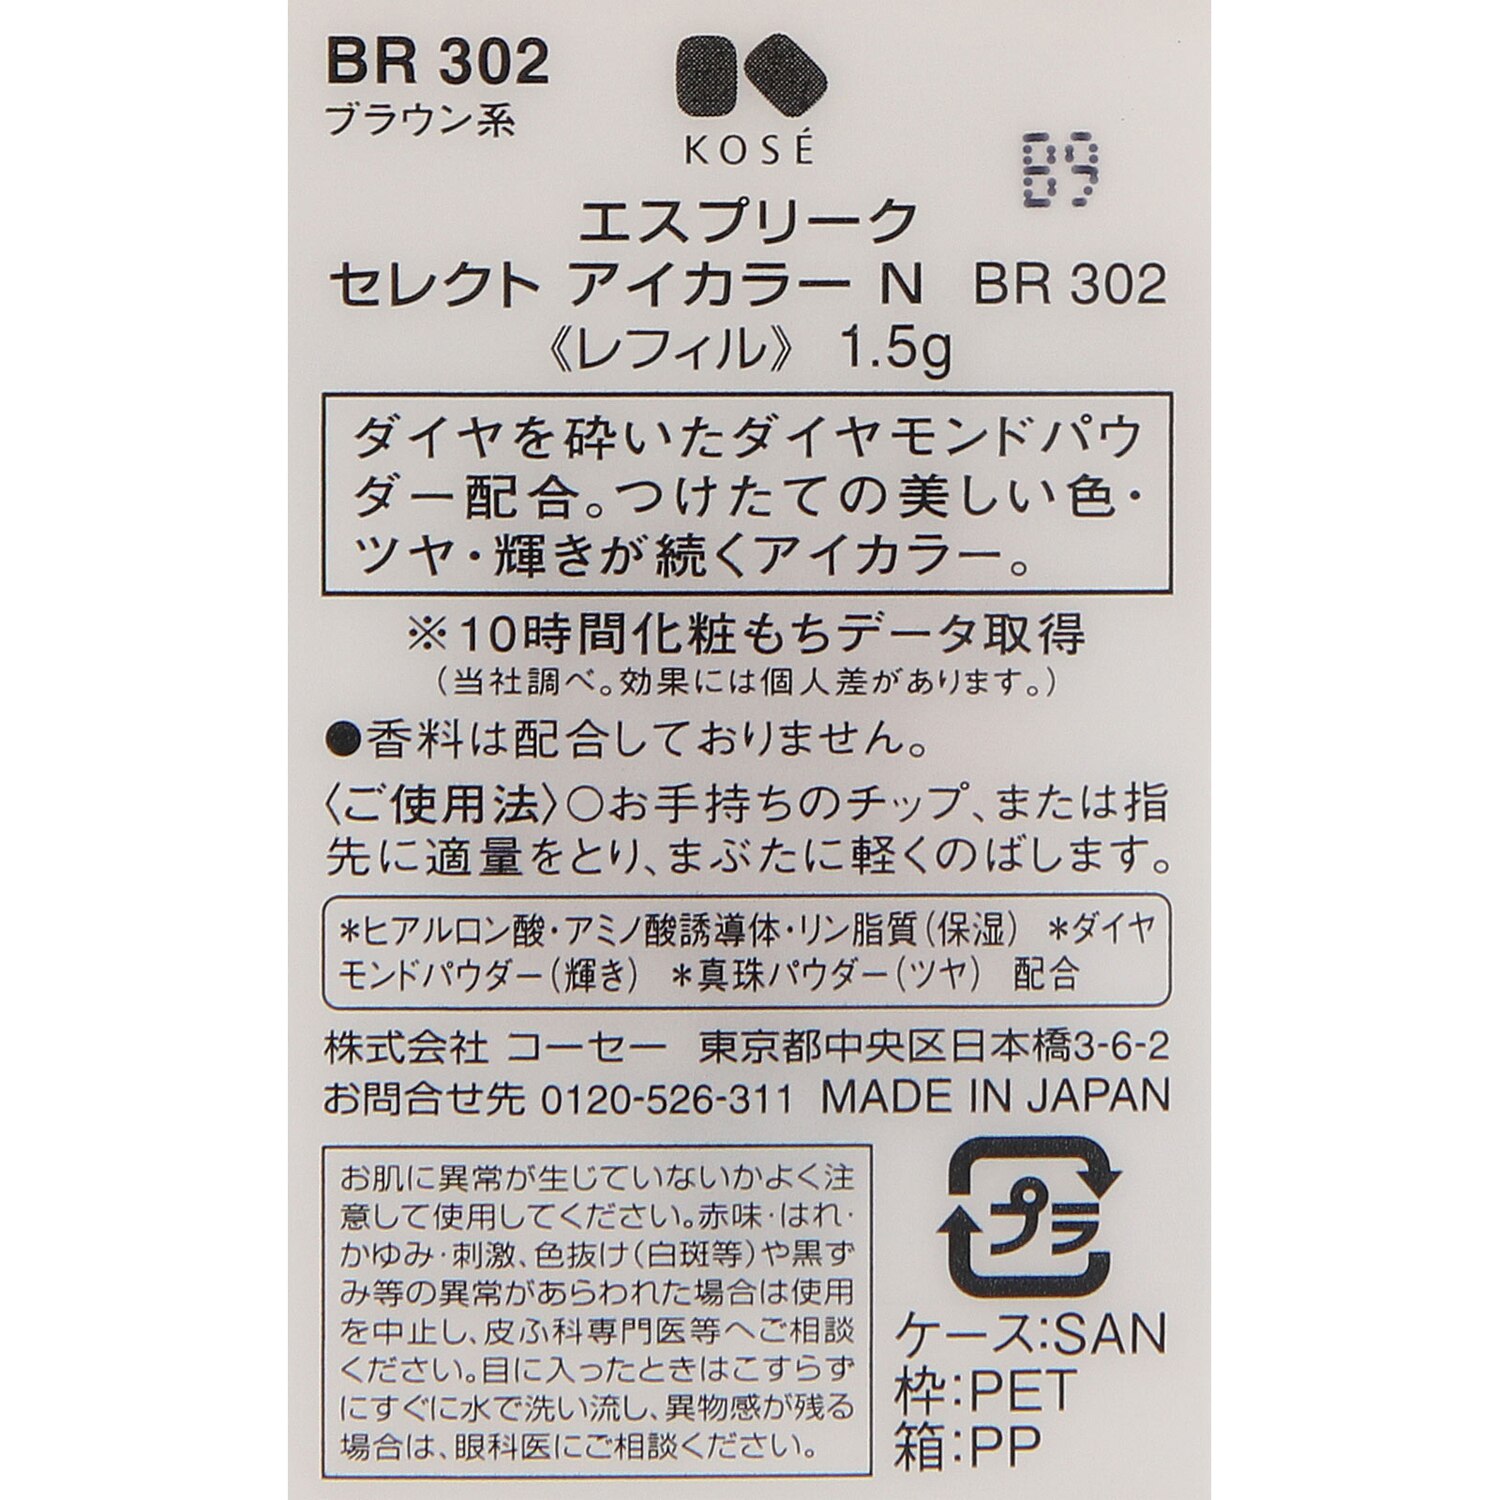 BR 302
ブラウン系
KOSÉ
B9
エスプリーク
セレクト アイカラー N BR 302
《レフィル》 1.5g
ダイヤを砕いたダイヤモンドパウ
ダー配合。つけたての美しい色・
ツヤ・輝きが続くアイカラー。
※10時間化粧もちデータ取得
(当社調べ。効果には個人差があります。)
●香料は配合しておりません。
〈ご使用法〉○お手持ちのチップ、または指
先に適量をとり、まぶたに軽くのばします。
*ヒアルロン酸・アミノ酸誘導体・リン脂質(保湿) *ダイヤ
モンドパウダー(輝き) *真珠パウダー(ツヤ) 配合
株式会社 コーセー 東京都中央区日本橋3-6-2
お問合せ先 0120-526-311 MADE IN JAPAN
お肌に異常が生じていないかよく注
意して使用してください。赤味・はれ・
かゆみ・刺激、色抜け(白斑等)や黒ず
み等の異常があらわれた場合は使用
を中止し、皮ふ科専門医等へご相談
ください。目に入ったときはこすらず
にすぐに水で洗い流し、異物感が残る
場合は、眼科医にご相談ください。
プラ
ケース:SAN
枠:PET
箱:PP